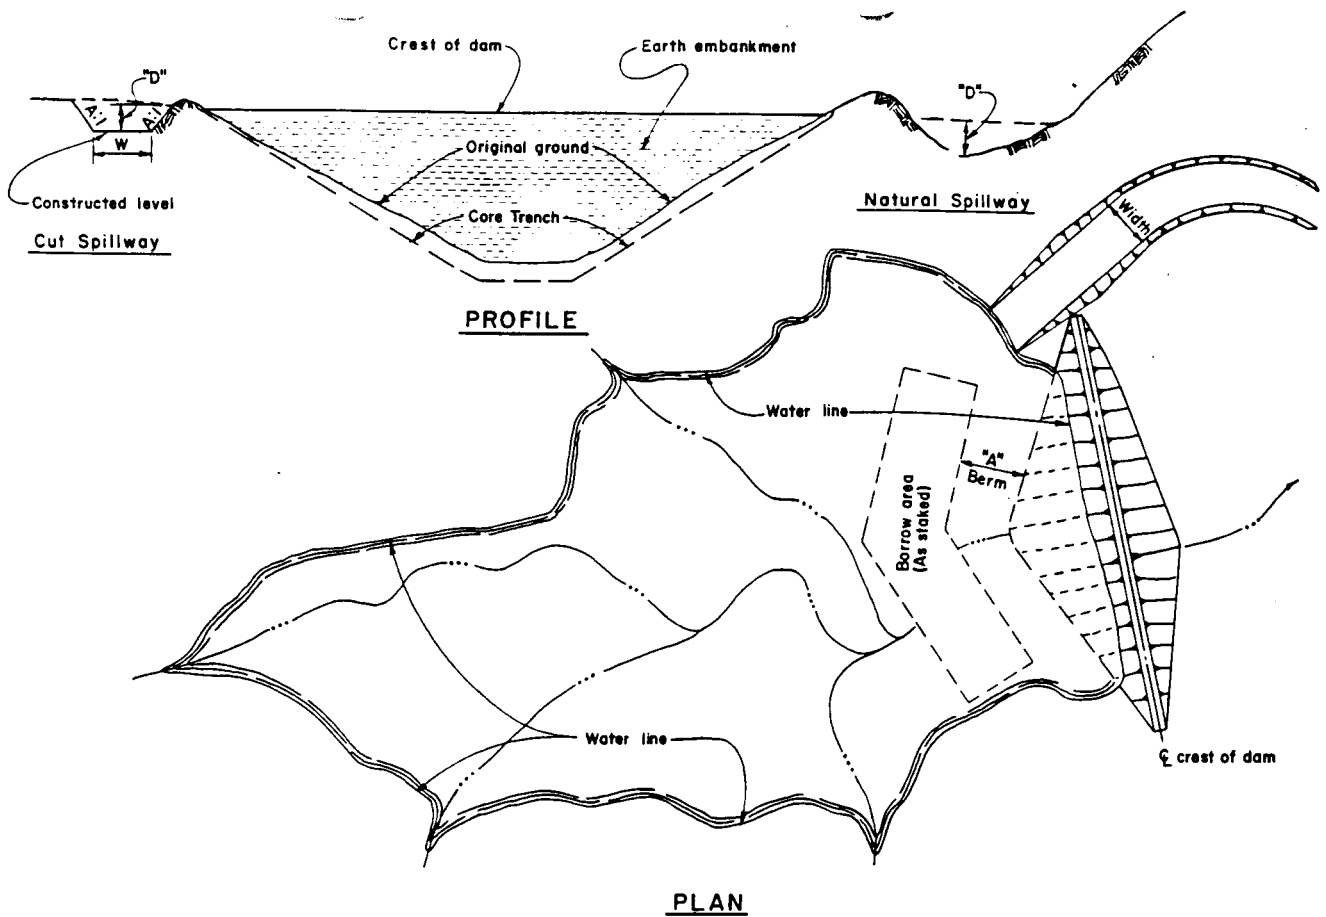 Crest of dam
Earth embankment
"D"
"D"
A:1
A:1
W
Original ground
Constructed level
Core Trench
Natural Spillway
Cut Spillway
Width
PROFILE
Water line
"A"
Berm
Borrow area
(As staked)
Water line
℄ crest of dam
PLAN